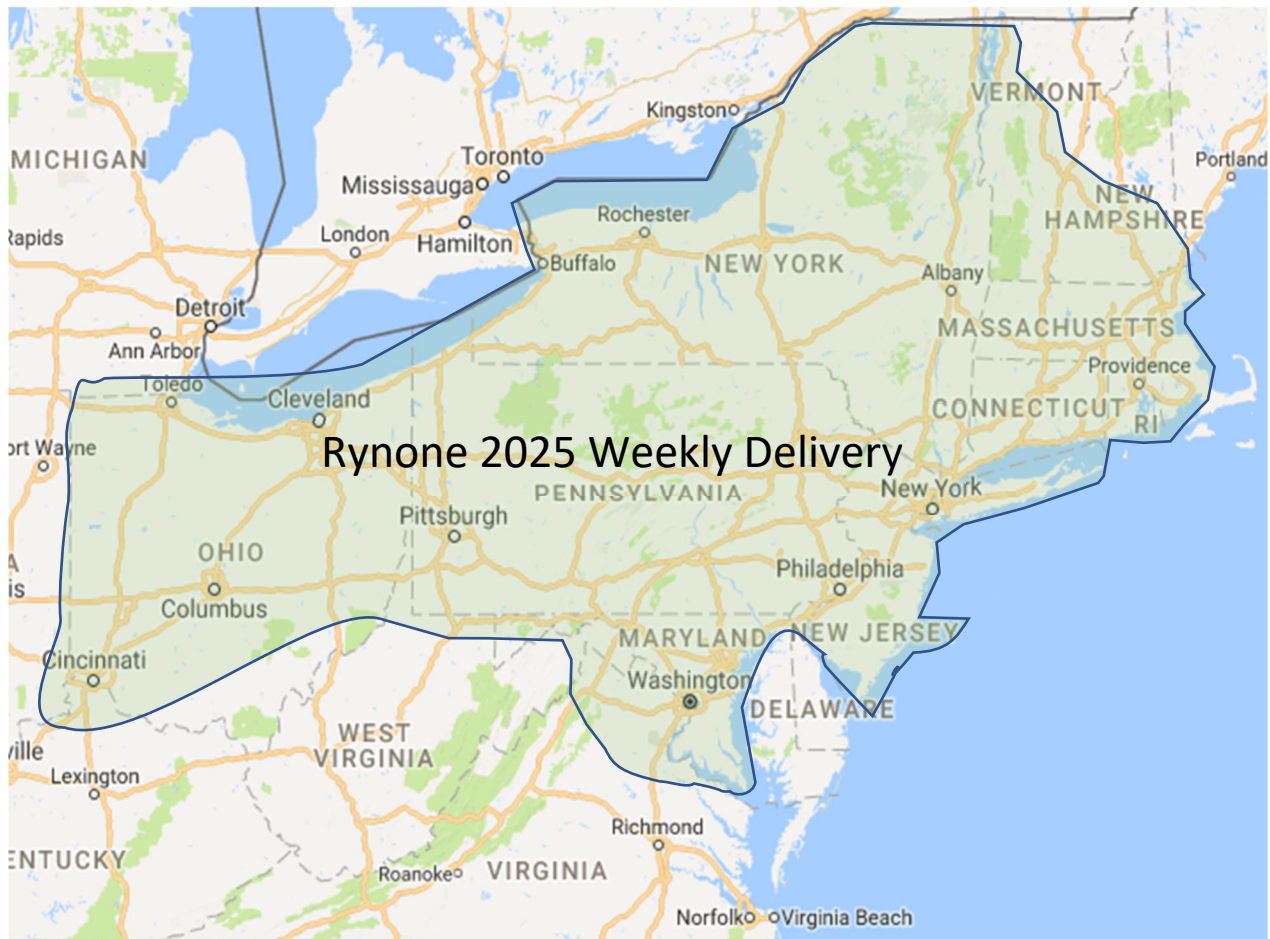 Kingston
VERMONT
MICHIGAN
Toronto
Portland
Mississauga
NEW
HAMPSHIRE
Rochester
London
Hamilton
Rapids
Buffalo
NEW YORK
Albany
Detroit
MASSACHUSETTS
Ann Arbor
Providence
Toledo
Cleveland
CONNECTICUT
RI
ort Wayne
Rynone 2025 Weekly Delivery
PENNSYLVANIA
New York
Pittsburgh
OHIO
A
is
Philadelphia
Columbus
MARYLAND
NEW JERSEY
Cincinnati
Washington
DELAWARE
WEST
VIRGINIA
ville
Lexington
Richmond
ENTUCKY
Roanoke
VIRGINIA
Norfolk
Virginia Beach